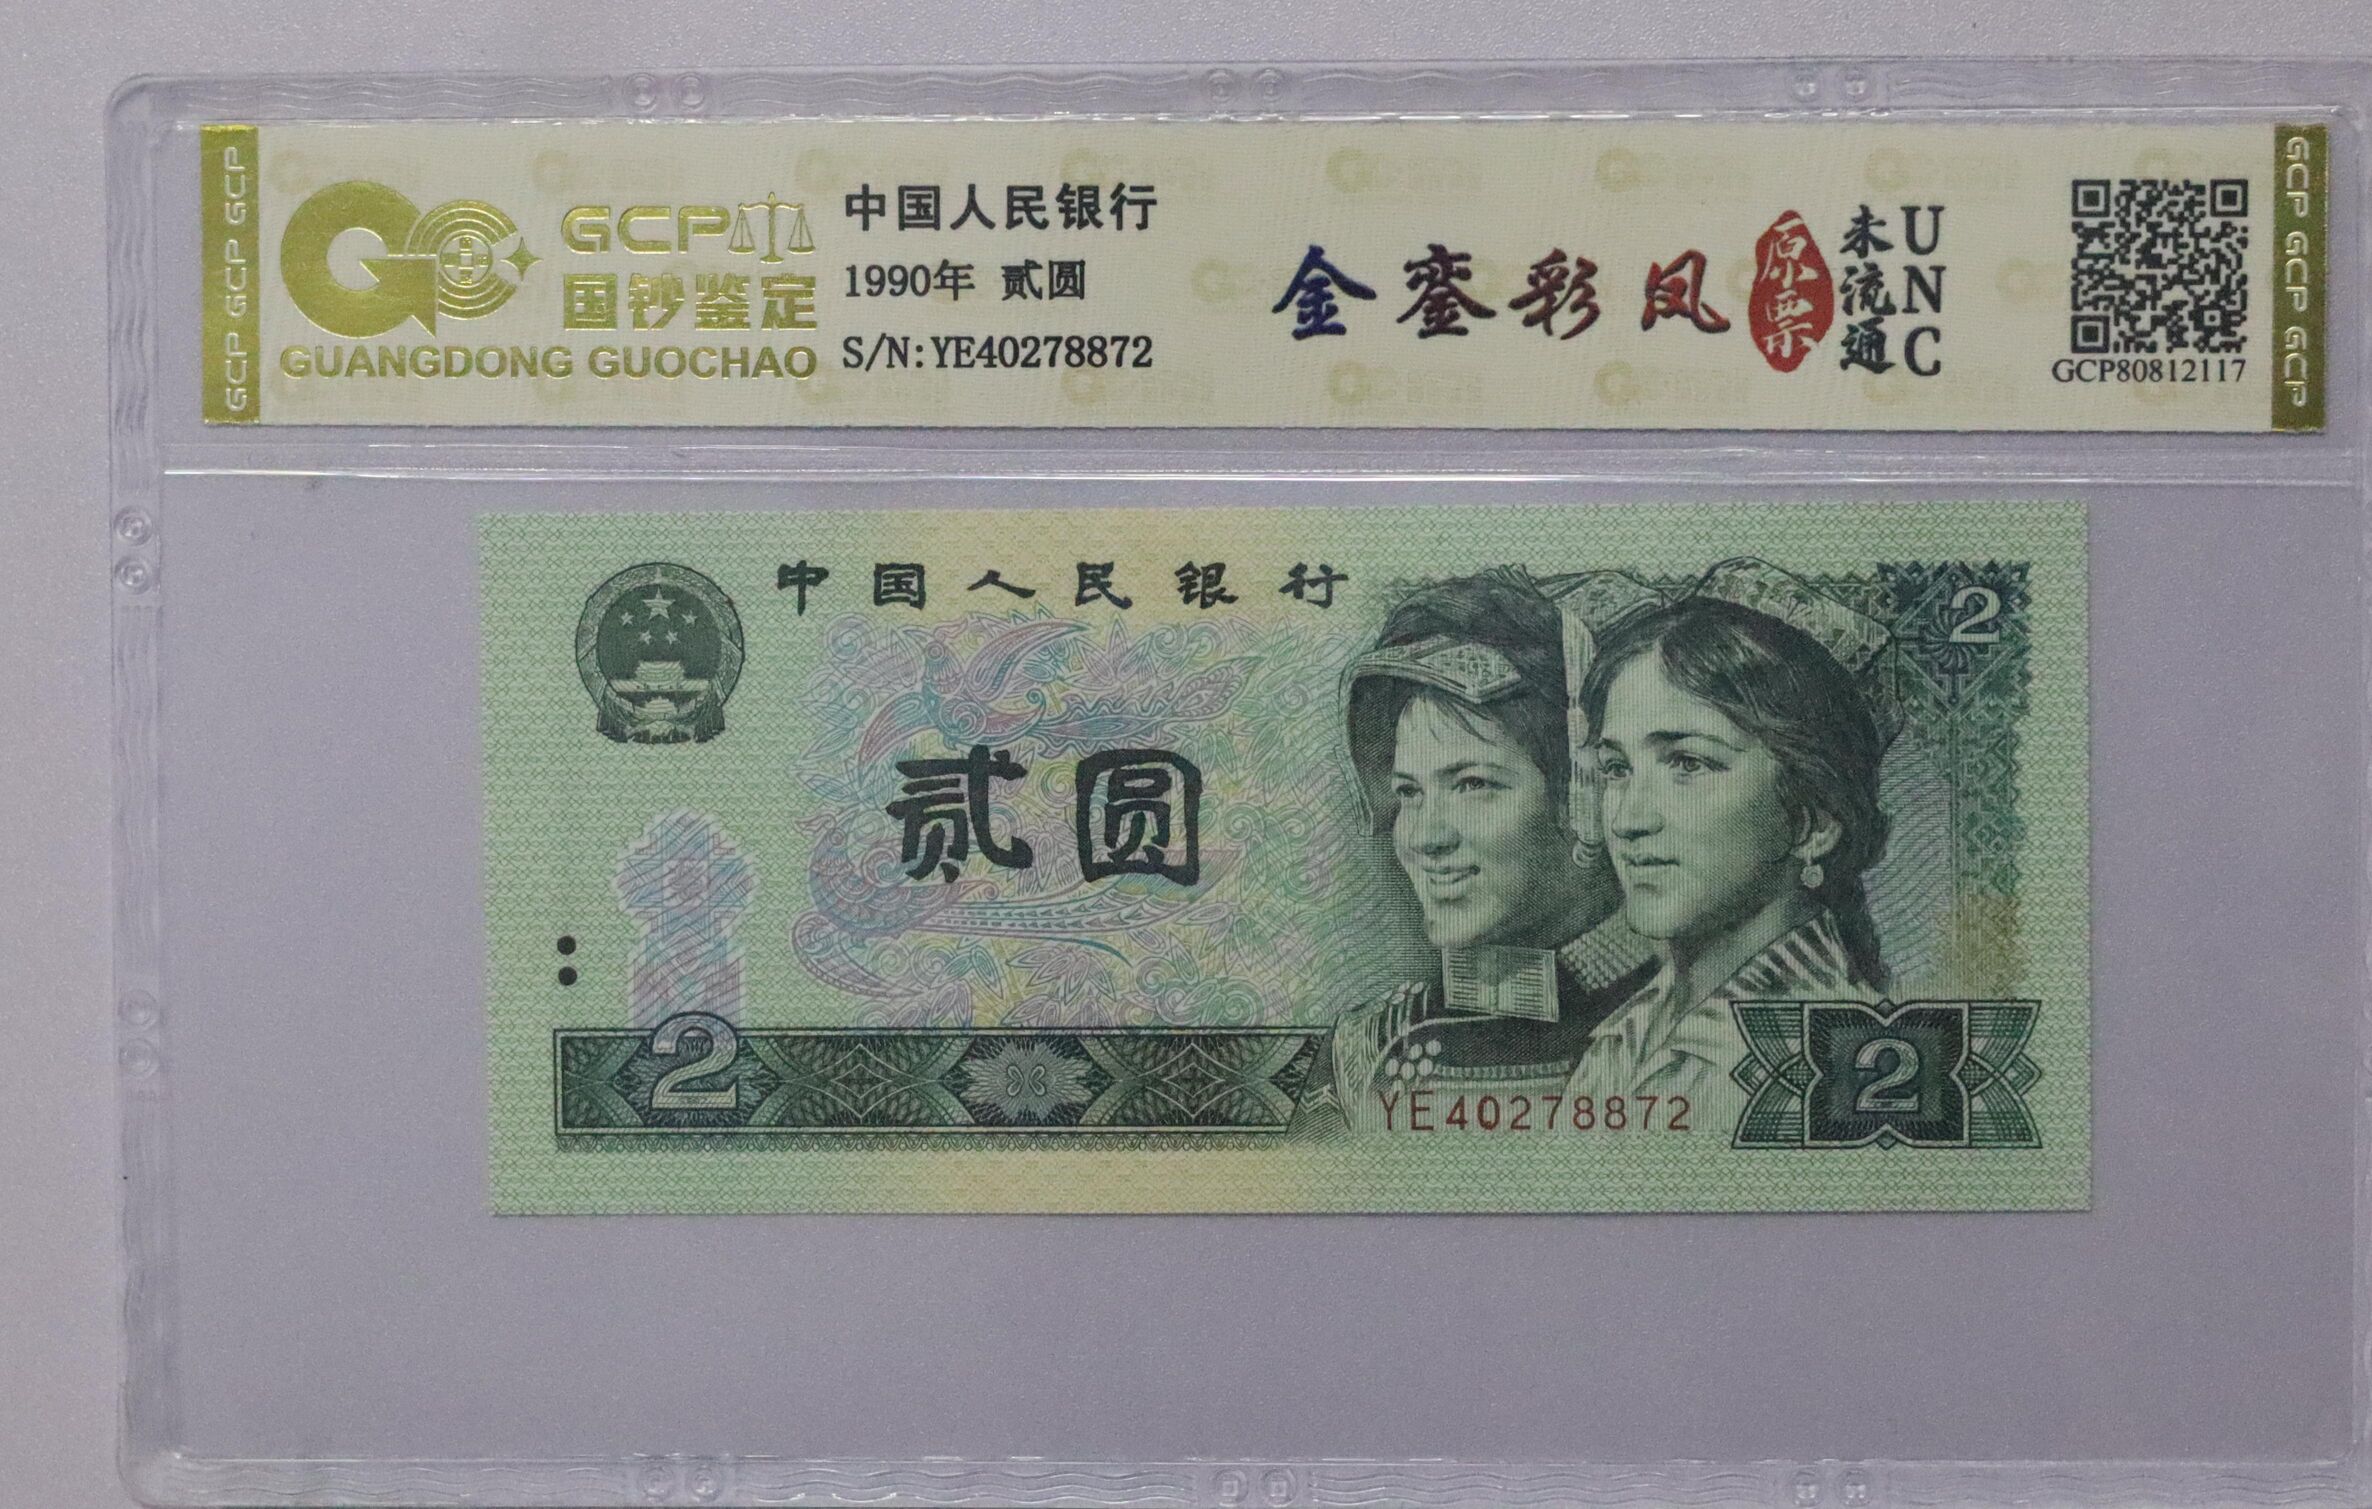 GCP GCP GCP
GCP
国钞鉴定
GUANGDONG GUOCHAO
中国人民银行
1990年 贰圆
S/N:YE40278872
金銮彩凤
原票
未流通
UNC
GCP80812117
GCP GCP GCP
中国人民银行
2
贰圆
2
YE40278872
2